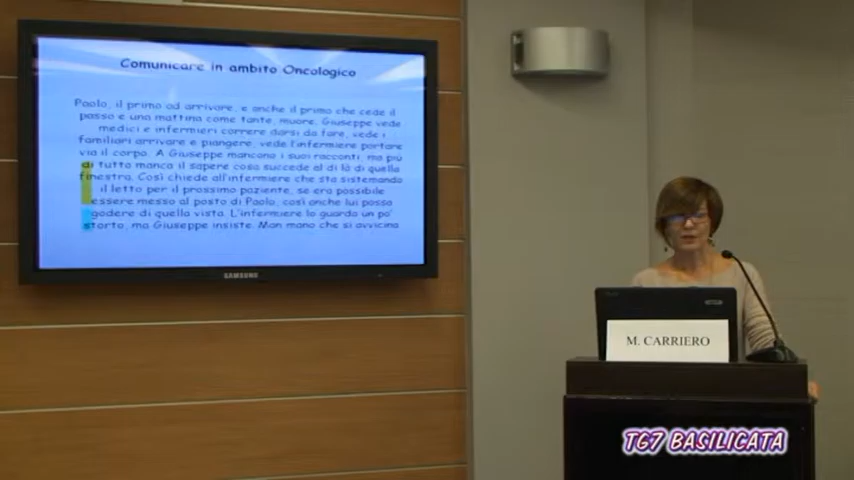 Comunicare in ambito Oncologico
Paolo, il primo ad arrivare, e anche il primo che cede il
passo e una mattina come tante, muore. Giuseppe vede
medici e infermieri correre darsi da fare, vede i
familiari arrivare e piangere, vede l'infermiere portare
via il corpo. A Giuseppe mancono i suoi racconti, ma più
di tutto manca il sapere cosa succede al di là di quella
finestra. Così chiede all'infermiere che sta sistemando
il letto per il prossimo paziente, se era possibile
essere messo al posto di Paolo, così anche lui possa
godere di quella vista. L'infermiere lo guarda un po'
storto, ma Giuseppe insiste. Man mano che si avvicina
SAMSUNG
M. CARRIERO
TG7 BASILICATA